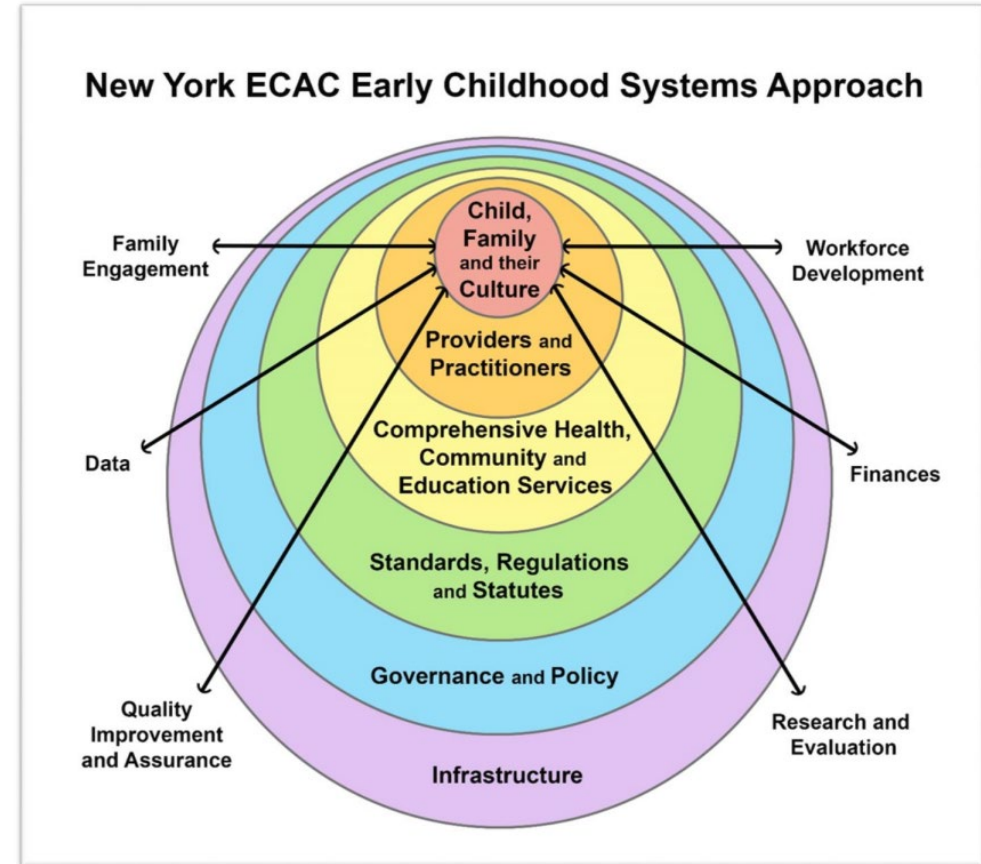 New York ECAC Early Childhood Systems Approach
Child,
Family
and their
Culture
Family
Engagement
Workforce
Development
Providers and
Practitioners
Comprehensive Health,
Community and
Education Services
Data
Finances
Standards, Regulations
and Statutes
Governance and Policy
Quality
Improvement
and Assurance
Research and
Evaluation
Infrastructure